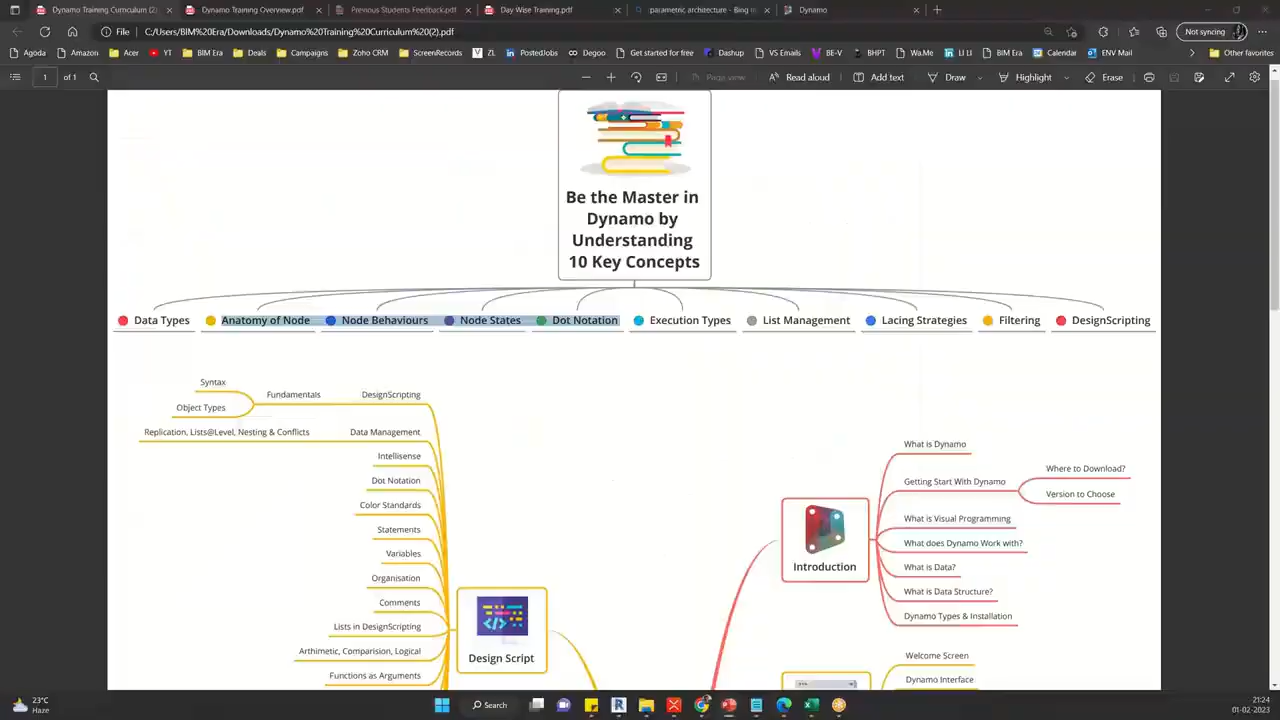 Dynamo Training Curriculum (2).pdf
Dynamo Training Overview.pdf
Previous Students Feedback.pdf
Day Wise Training.pdf
parametric architecture - Bing im
Dynamo
File
C:/Users/BIM%20Era/Downloads/Dynamo%20Training%20Curriculum%20(2).pdf
Not syncing
Agoda
Down
Acer
YT
BIM Era
Deals
Campaigns
Zoho CRM
ScreenRecords
ZL
PostedJobs
Degoo
Get started for free
Dashup
VS Emails
BE-V
BHPT
Wa.Me
LI LI
BIM Era
Calendar
ENV Mail
Other favorites
1 of 1
Page view
Read aloud
Add text
Draw
Highlight
Erase
Be the Master in
Dynamo by
Understanding
10 Key Concepts
Data Types
Anatomy of Node
Node Behaviours
Node States
Dot Notation
Execution Types
List Management
Lacing Strategies
Filtering
DesignScripting
Syntax
Object Types
Fundamentals
DesignScripting
Replication, Lists@Level, Nesting & Conflicts
Data Management
Intellisense
Dot Notation
Color Standards
Statements
Variables
Organisation
Comments
Lists in DesignScripting
Arthimetic, Comparision, Logical
Functions as Arguments
Design Script
Introduction
What is Dynamo
Getting Start With Dynamo
Where to Download?
Version to Choose
What is Visual Programming
What does Dynamo Work with?
What is Data?
What is Data Structure?
Dynamo Types & Installation
Welcome Screen
Dynamo Interface
23°C
Haze
Search
21:24
01-02-2023